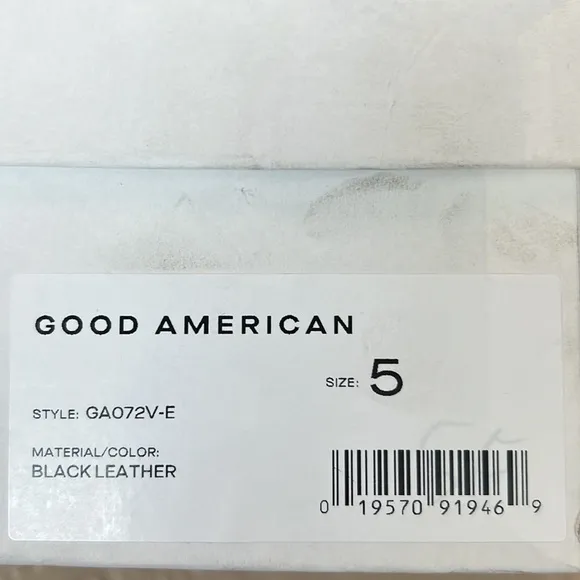 GOOD AMERICAN
SIZE: 5
STYLE: GA072V-E
MATERIAL/COLOR:
BLACK LEATHER
0 19570 91946 9